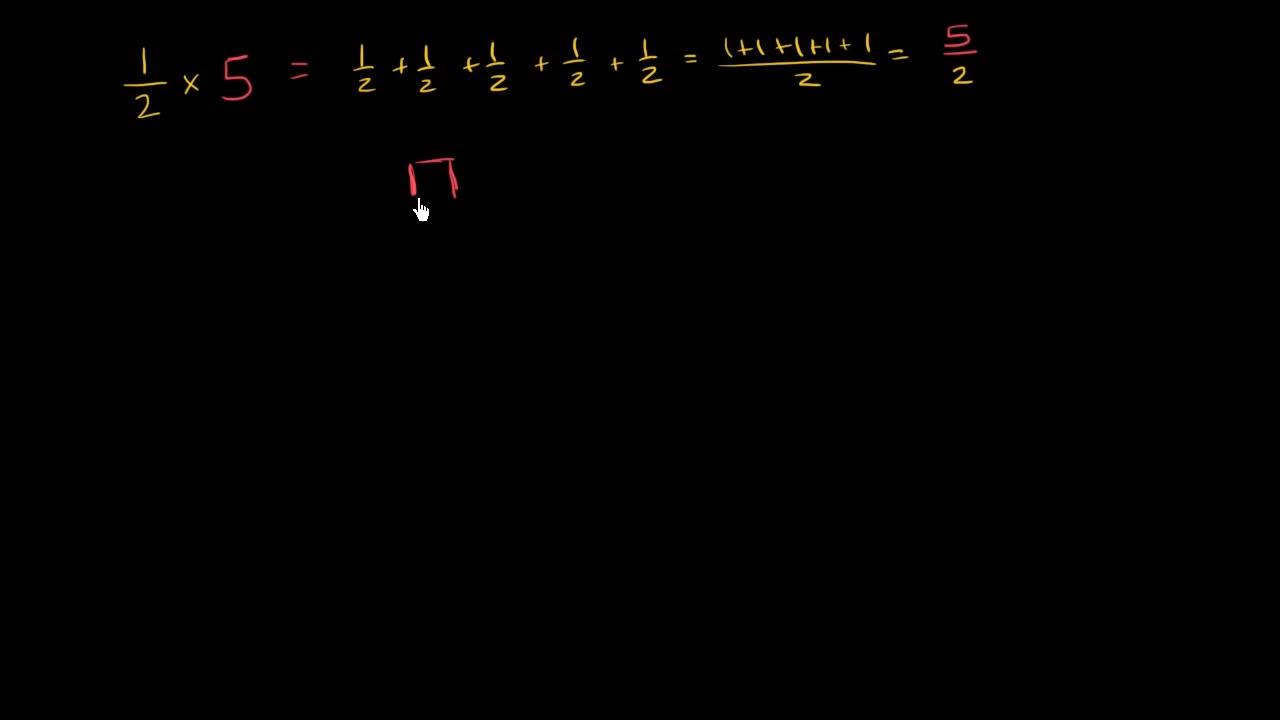 1/2 × 5 = 1/2 + 1/2 + 1/2 + 1/2 + 1/2 = (1+1+1+1+1)/2 = 5/2